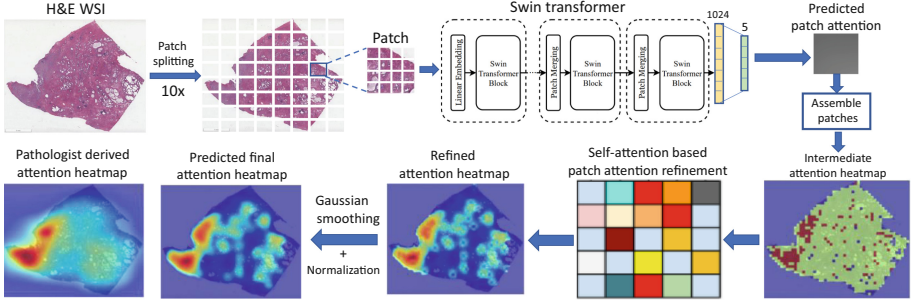 H&E WSI
Patch
splitting
10x
Patch
Swin transformer
Linear Embedding
Swin
Transformer
Block
Patch Merging
Swin
Transformer
Block
Patch Merging
Swin
Transformer
Block
1024
5
Predicted
patch attention
Assemble
patches
Intermediate
attention heatmap
Self-attention based
patch attention refinement
Refined
attention heatmap
Gaussian
smoothing
+
Normalization
Predicted final
attention heatmap
Pathologist derived
attention heatmap